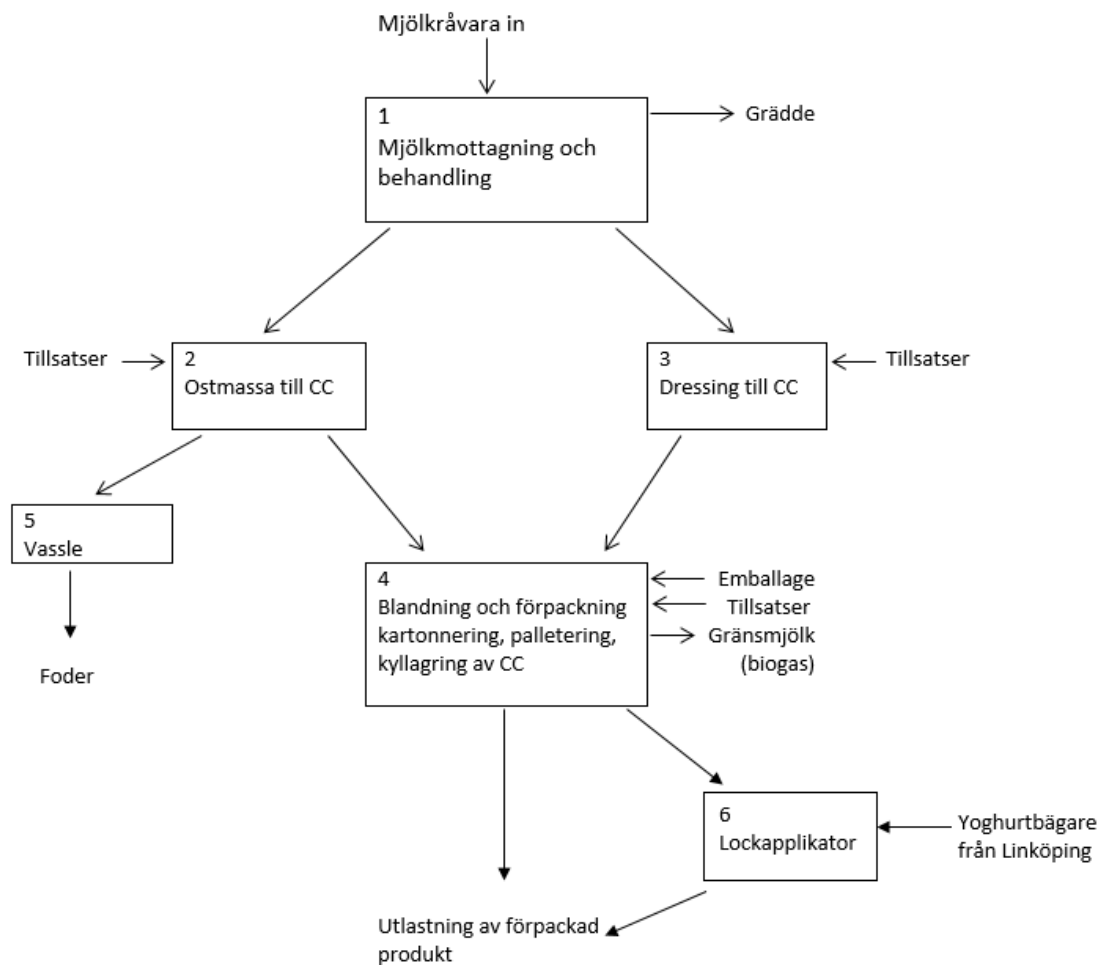 Mjölkråvara in
1
Mjölkmottagning och
behandling
Grädde
Tillsatser
2
Ostmassa till CC
3
Dressing till CC
Tillsatser
5
Vassle
Foder
4
Blandning och förpackning
kartonnering, palletering,
kyllagring av CC
Emballage
Tillsatser
Gränsmjölk
(biogas)
6
Lockapplikator
Yoghurtbägare
från Linköping
Utlastning av förpackad
produkt